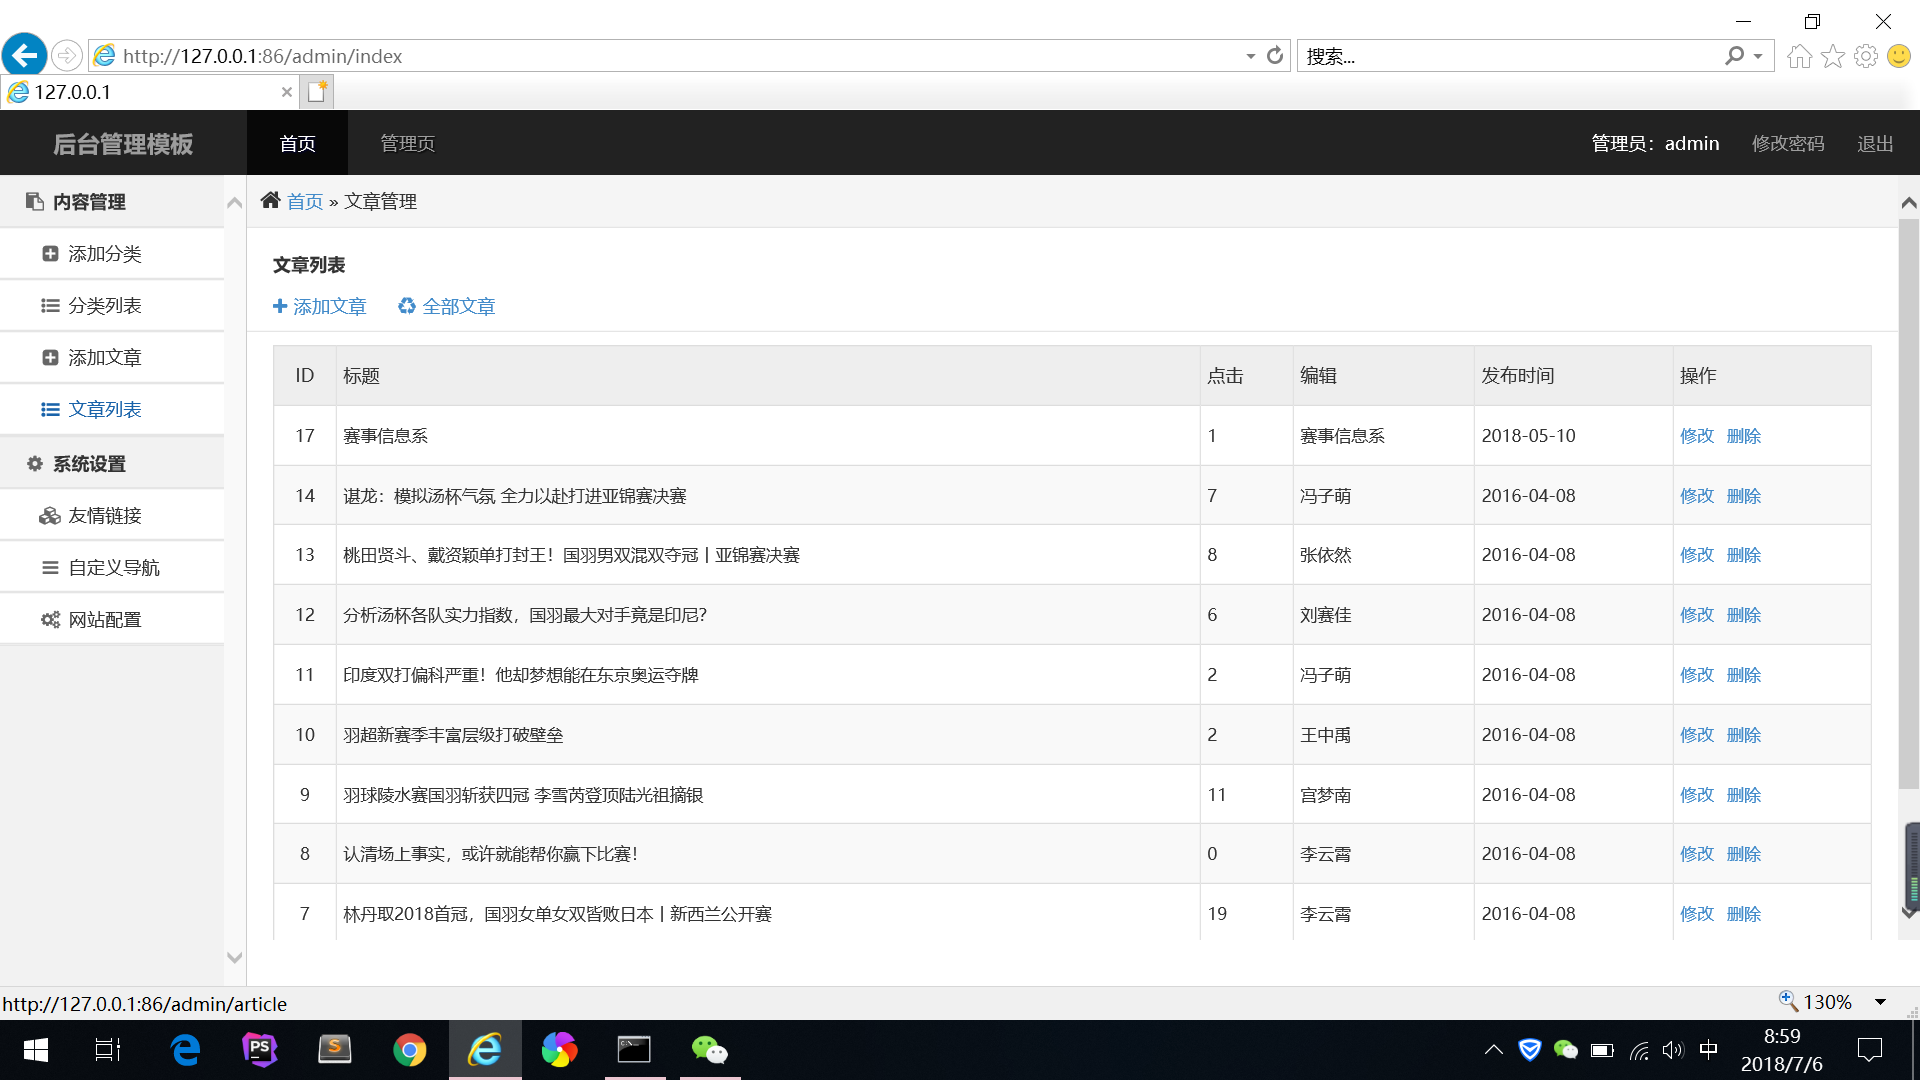 http://127.0.0.1:86/admin/index
搜索...
127.0.0.1
后台管理模板 首页 管理页 管理员：admin 修改密码 退出
内容管理
添加分类
分类列表
添加文章
文章列表
系统设置
友情链接
自定义导航
网站配置
首页 » 文章管理
文章列表
添加文章 全部文章
ID 标题 点击 编辑 发布时间 操作
17 赛事信息系 1 赛事信息系 2018-05-10 修改 删除
14 谌龙：模拟汤杯气氛 全力以赴打进亚锦赛决赛 7 冯子萌 2016-04-08 修改 删除
13 桃田贤斗、戴资颖单打封王！国羽男双混双夺冠丨亚锦赛决赛 8 张依然 2016-04-08 修改 删除
12 分析汤杯各队实力指数，国羽最大对手竟是印尼？ 6 刘赛佳 2016-04-08 修改 删除
11 印度双打偏科严重！他却梦想能在东京奥运夺牌 2 冯子萌 2016-04-08 修改 删除
10 羽超新赛季丰富层级打破壁垒 2 王中禹 2016-04-08 修改 删除
9 羽球陵水赛国羽斩获四冠 李雪芮登顶陆光祖摘银 11 宫梦南 2016-04-08 修改 删除
8 认清场上事实，或许就能帮你赢下比赛！ 0 李云霄 2016-04-08 修改 删除
7 林丹取2018首冠，国羽女单女双皆败日本丨新西兰公开赛 19 李云霄 2016-04-08 修改 删除
http://127.0.0.1:86/admin/article
130%
PS
S
C:\
中
8:59
2018/7/6